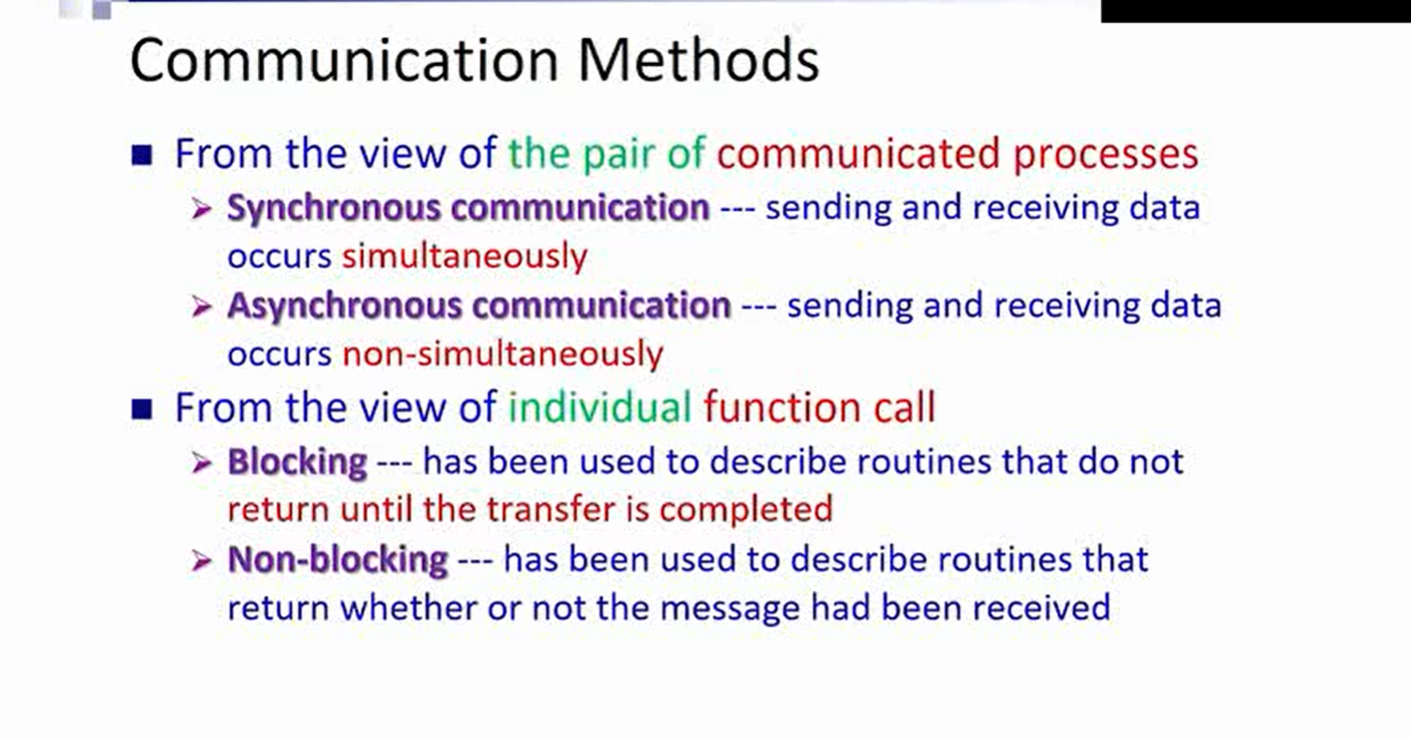 Communication Methods
From the view of the pair of communicated processes
Synchronous communication --- sending and receiving data
occurs simultaneously
Asynchronous communication --- sending and receiving data
occurs non-simultaneously
From the view of individual function call
Blocking --- has been used to describe routines that do not
return until the transfer is completed
Non-blocking --- has been used to describe routines that
return whether or not the message had been received